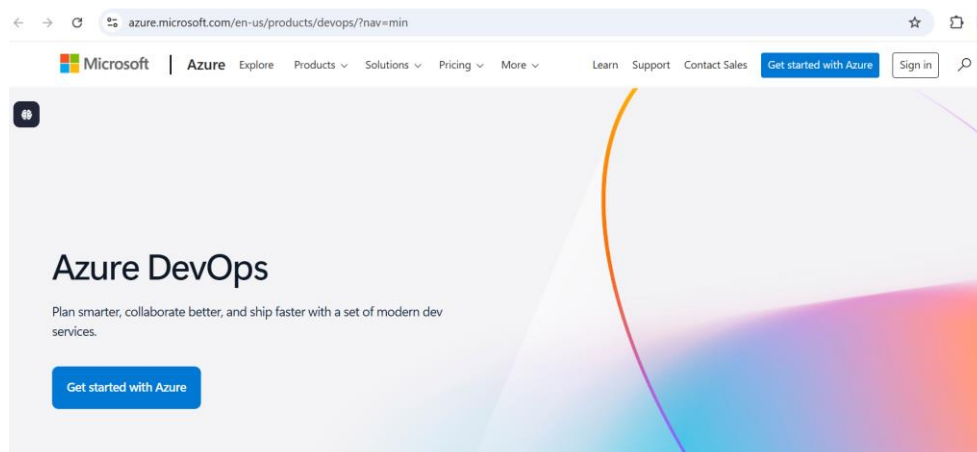 azure.microsoft.com/en-us/products/devops/?nav=min
Microsoft Azure Explore Products Solutions Pricing More Learn Support Contact Sales Get started with Azure Sign in
Azure DevOps
Plan smarter, collaborate better, and ship faster with a set of modern dev
services.
Get started with Azure